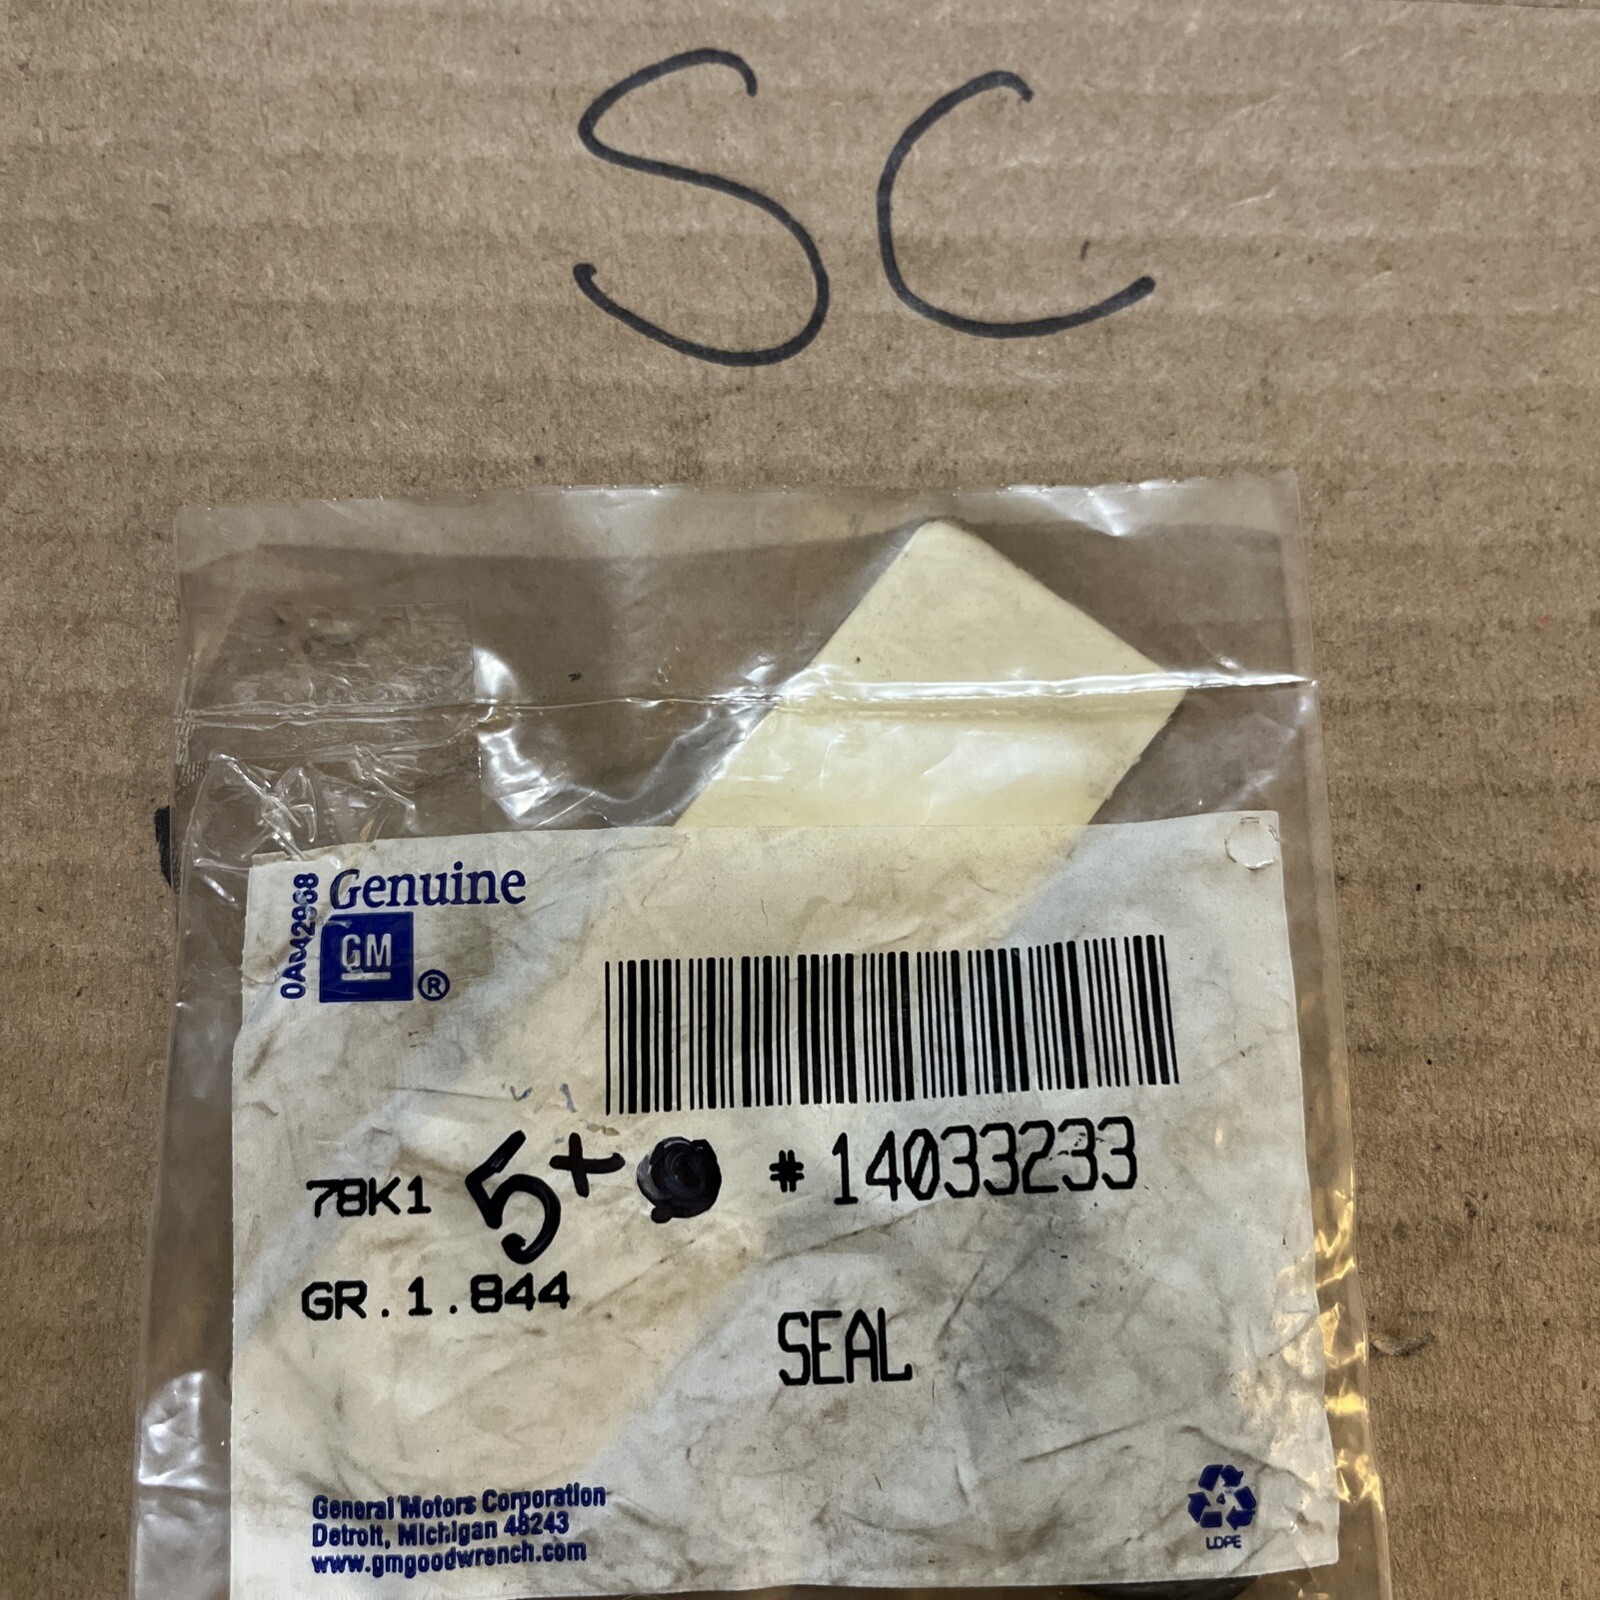 SC
Genuine
GM
®
78K1 5+ # 14033233
GR.1.844
SEAL
General Motors Corporation
Detroit, Michigan 48243
www.gmgoodwrench.com
4
LDPE